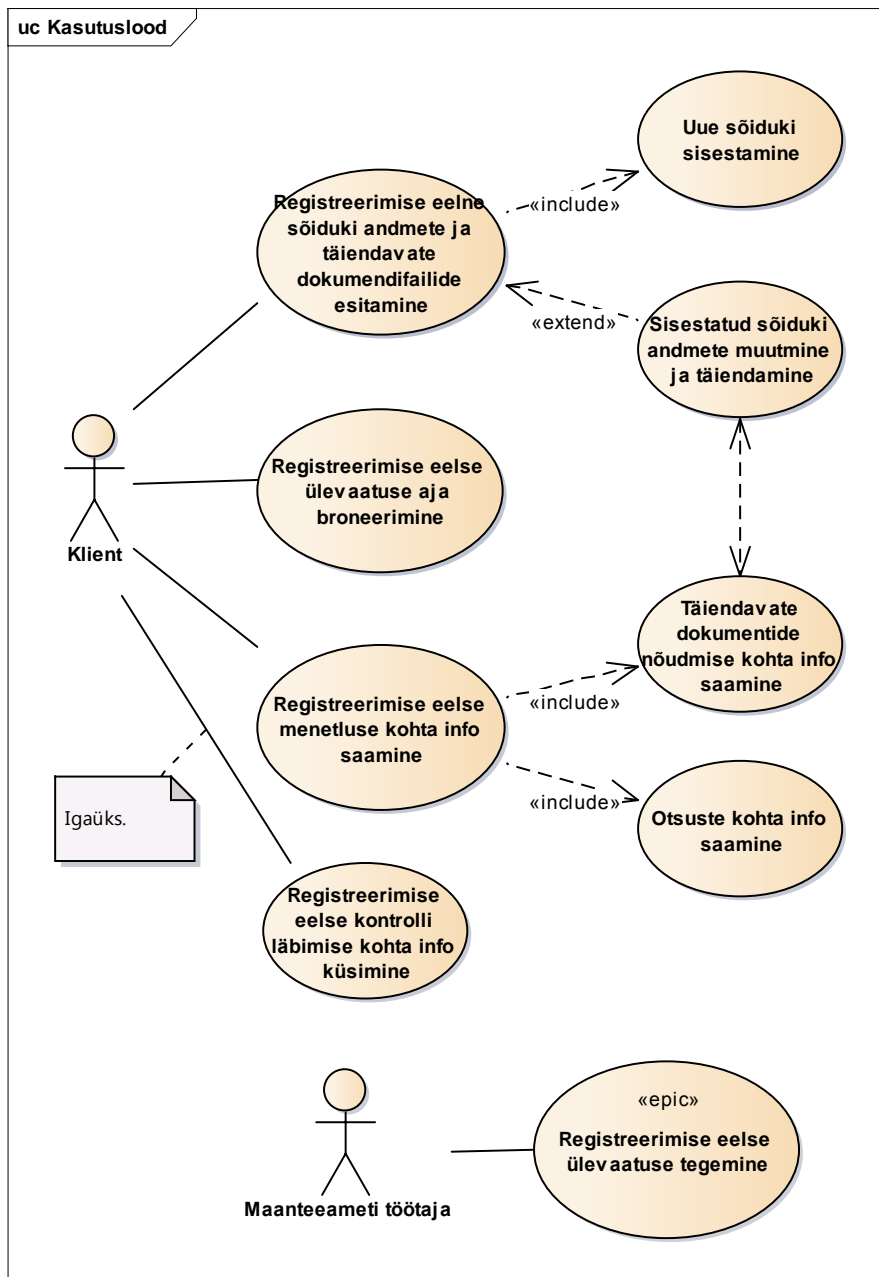 uc Kasutuslood
Uue sõiduki
sisestamine
Registreerimise eelne
sõiduki andmete ja
täiendavate
dokumendifailide
esitamine
«include»
«extend»
Sisestatud sõiduki
andmete muutmine
ja täiendamine
Registreerimise eelse
ülevaatuse aja
broneerimine
Klient
Täiendavate
dokumentide
nõudmise kohta info
saamine
Registreerimise eelse
menetluse kohta info
saamine
«include»
«include»
Otsuste kohta info
saamine
Igaüks.
Registreerimise
eelse kontrolli
läbimise kohta info
küsimine
«epic»
Registreerimise eelse
ülevaatuse tegemine
Maanteeameti töötaja